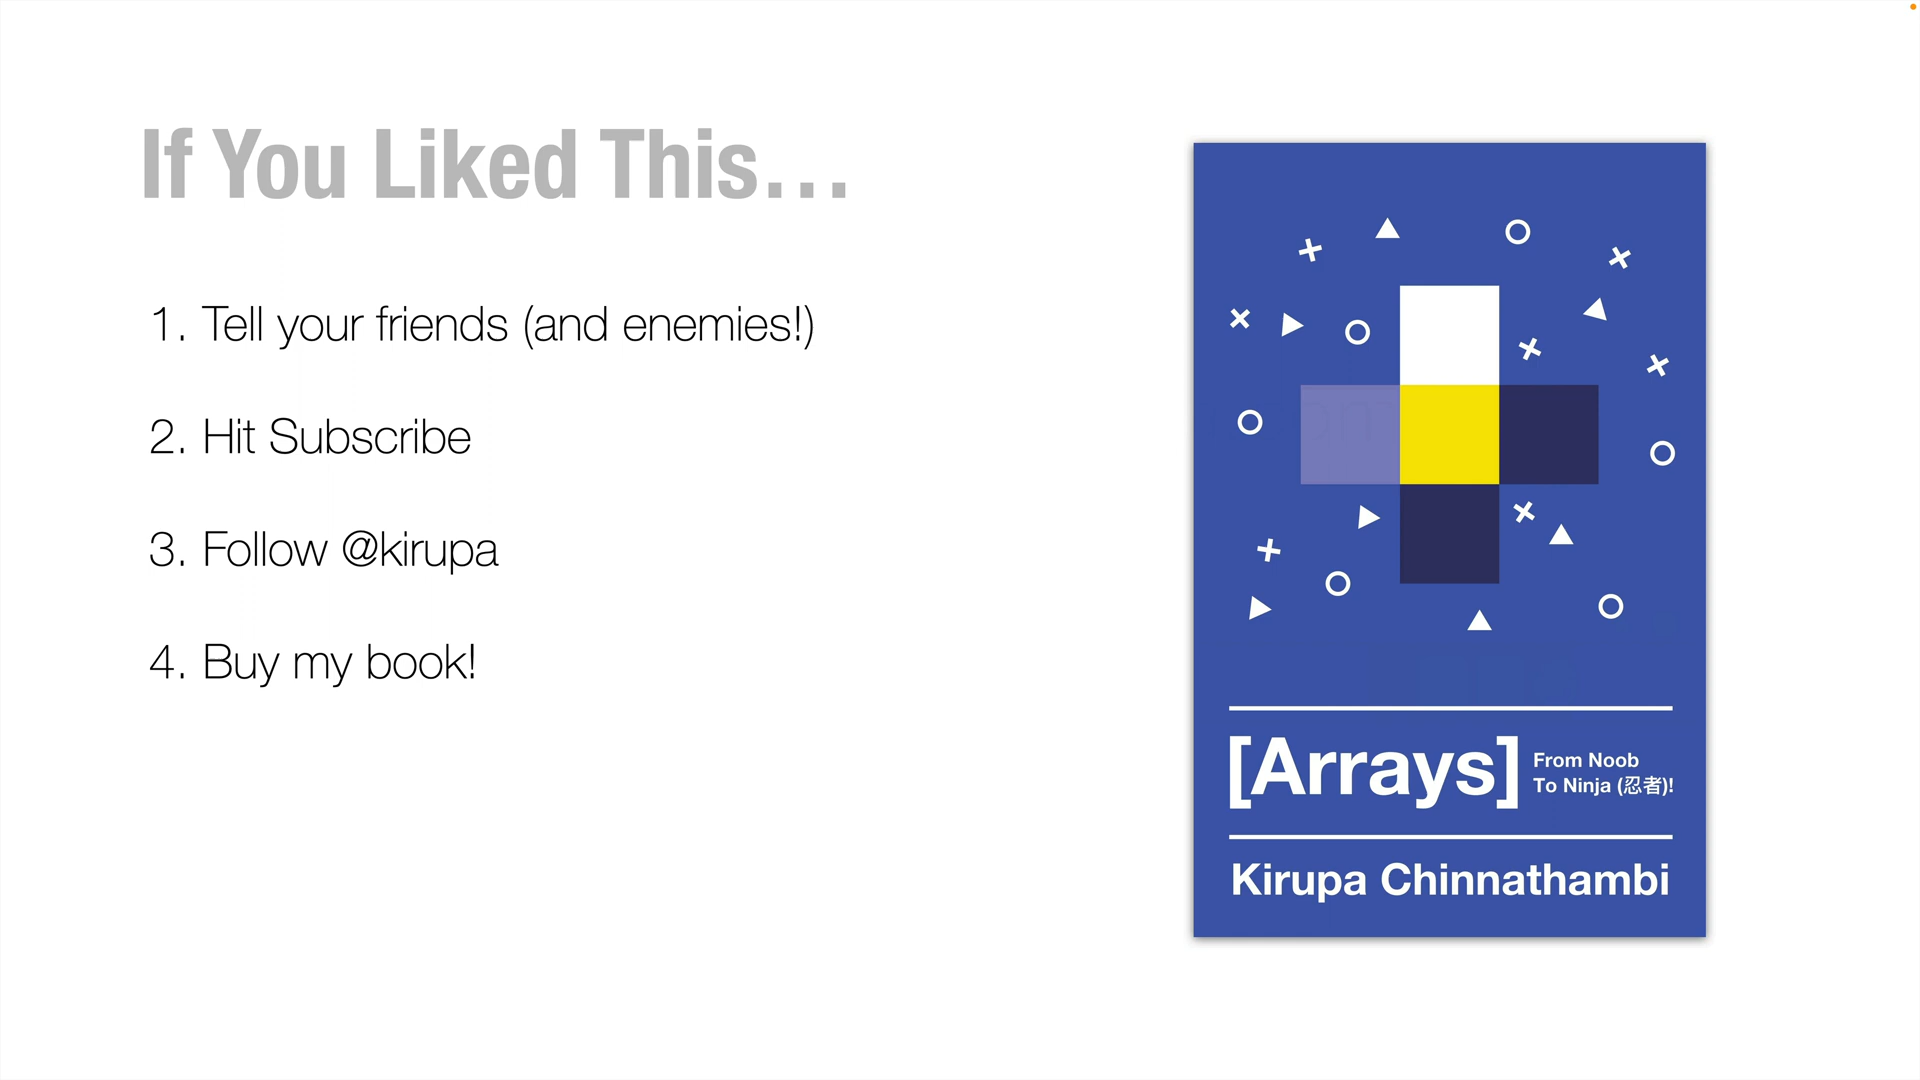 If You Liked This…
1. Tell your friends (and enemies!)
2. Hit Subscribe
3. Follow @kirupa
4. Buy my book!
[Arrays]
From Noob
To Ninja (忍者)!
Kirupa Chinnathambi